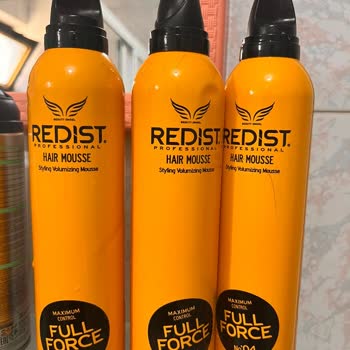 REDIST.
PROFESSIONAL
HAIR MOUSSE
Styling Volumizing Mousse
MAXIMUM
CONTROL
FULL
FORCE
REDIST.
PROFESSIONAL
HAIR MOUSSE
Styling Volumizing Mousse
MAXIMUM
CONTROL
FULL
FORCE
REDIST.
PROFESSIONAL
HAIR MOUSSE
Styling Volumizing Mousse
MAXIMUM
CONTROL
FULL
FORCE